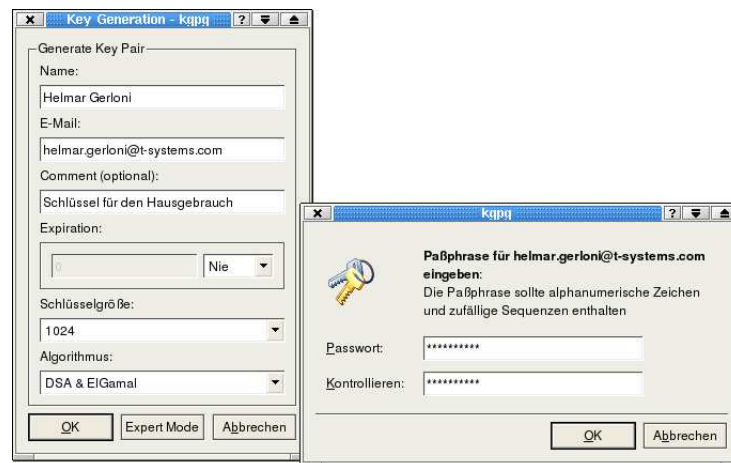 Key Generation - kgpg
Generate Key Pair
Name:
Helmar Gerloni
E-Mail:
helmar.gerloni@t-systems.com
Comment (optional):
Schlüssel für den Hausgebrauch
Expiration:
0 Nie
Schlüsselgröße:
1024
Algorithmus:
DSA & ElGamal
OK Expert Mode Abbrechen
kgpg
Paßphrase für helmar.gerloni@t-systems.com
eingeben:
Die Paßphrase sollte alphanumerische Zeichen
und zufällige Sequenzen enthalten
Passwort: **********
Kontrollieren: **********
OK Abbrechen